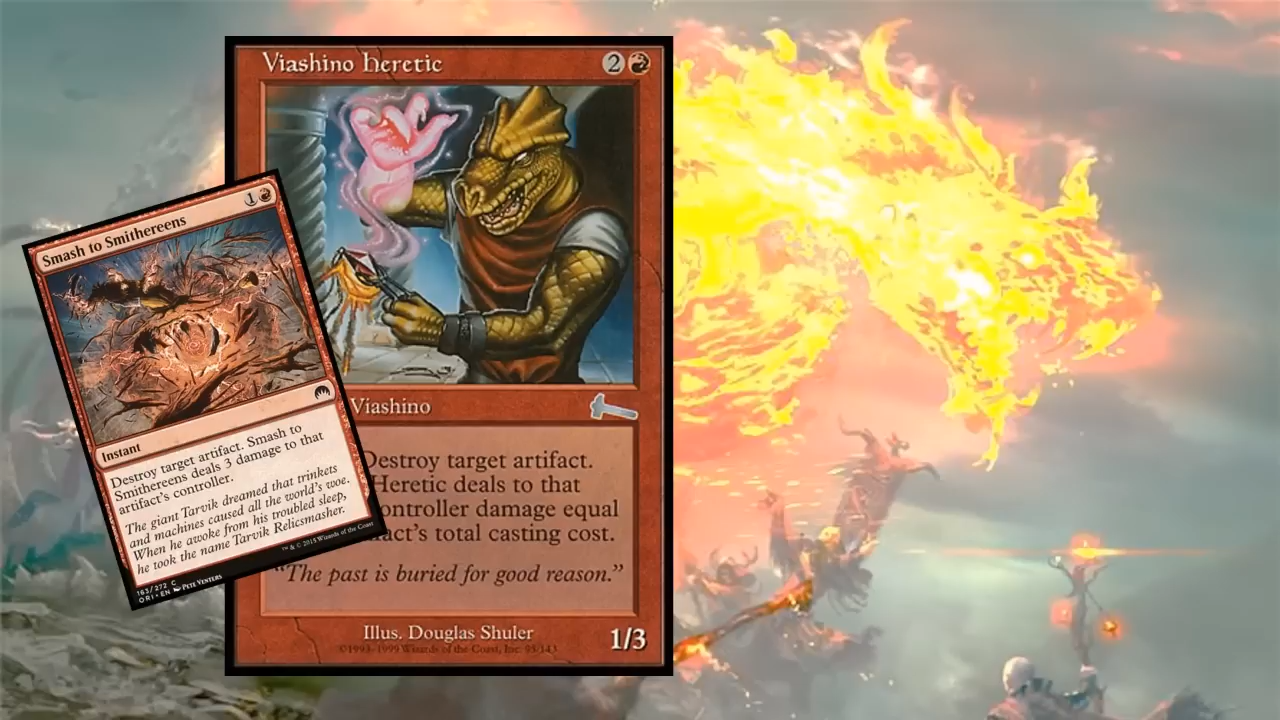 Viashino Heretic
2
Smash to Smithereens
1
Instant
Destroy target artifact. Smash to
Smithereens deals 3 damage to that
artifact's controller.
The giant Tarvik dreamed that trinkets
and machines caused all the world's woe.
When he awoke from his troubled sleep,
he took the name Tarvik Relicsmasher.
163/272 C
ORI • EN PETE VENTERS
™ & © 2015 Wizards of the Coast
Viashino
Destroy target artifact.
Heretic deals to that
ontroller damage equal
act's total casting cost.
"The past is buried for good reason."
Illus. Douglas Shuler
©1993-1999 Wizards of the Coast, Inc. 95/143
1/3